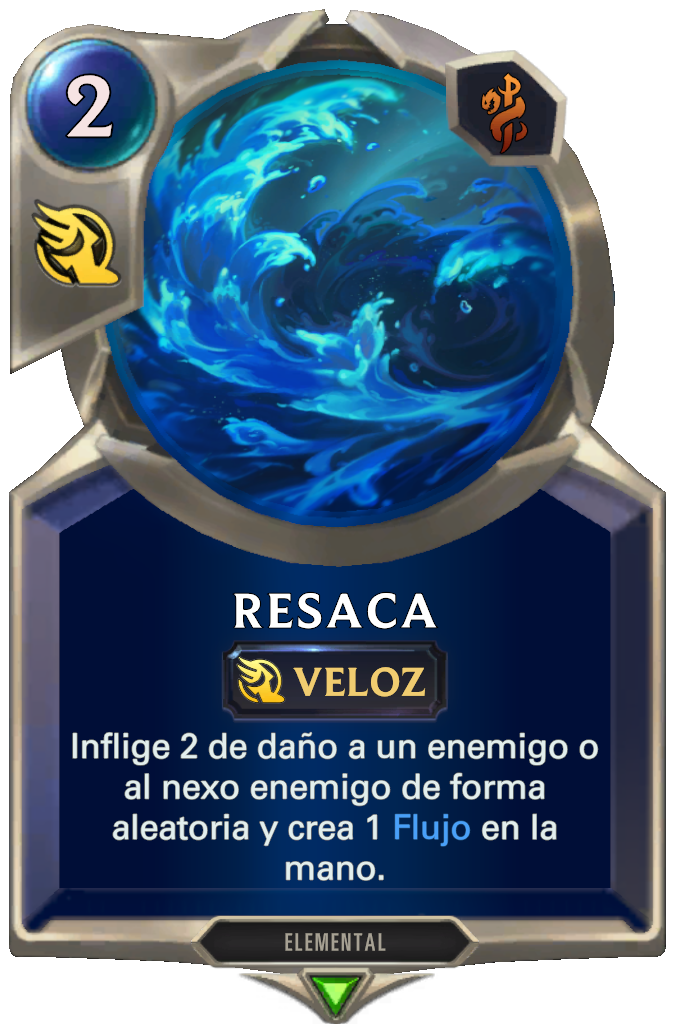 2
RESACA
VELOZ
Inflige 2 de daño a un enemigo o
al nexo enemigo de forma
aleatoria y crea 1 Flujo en la
mano.
ELEMENTAL